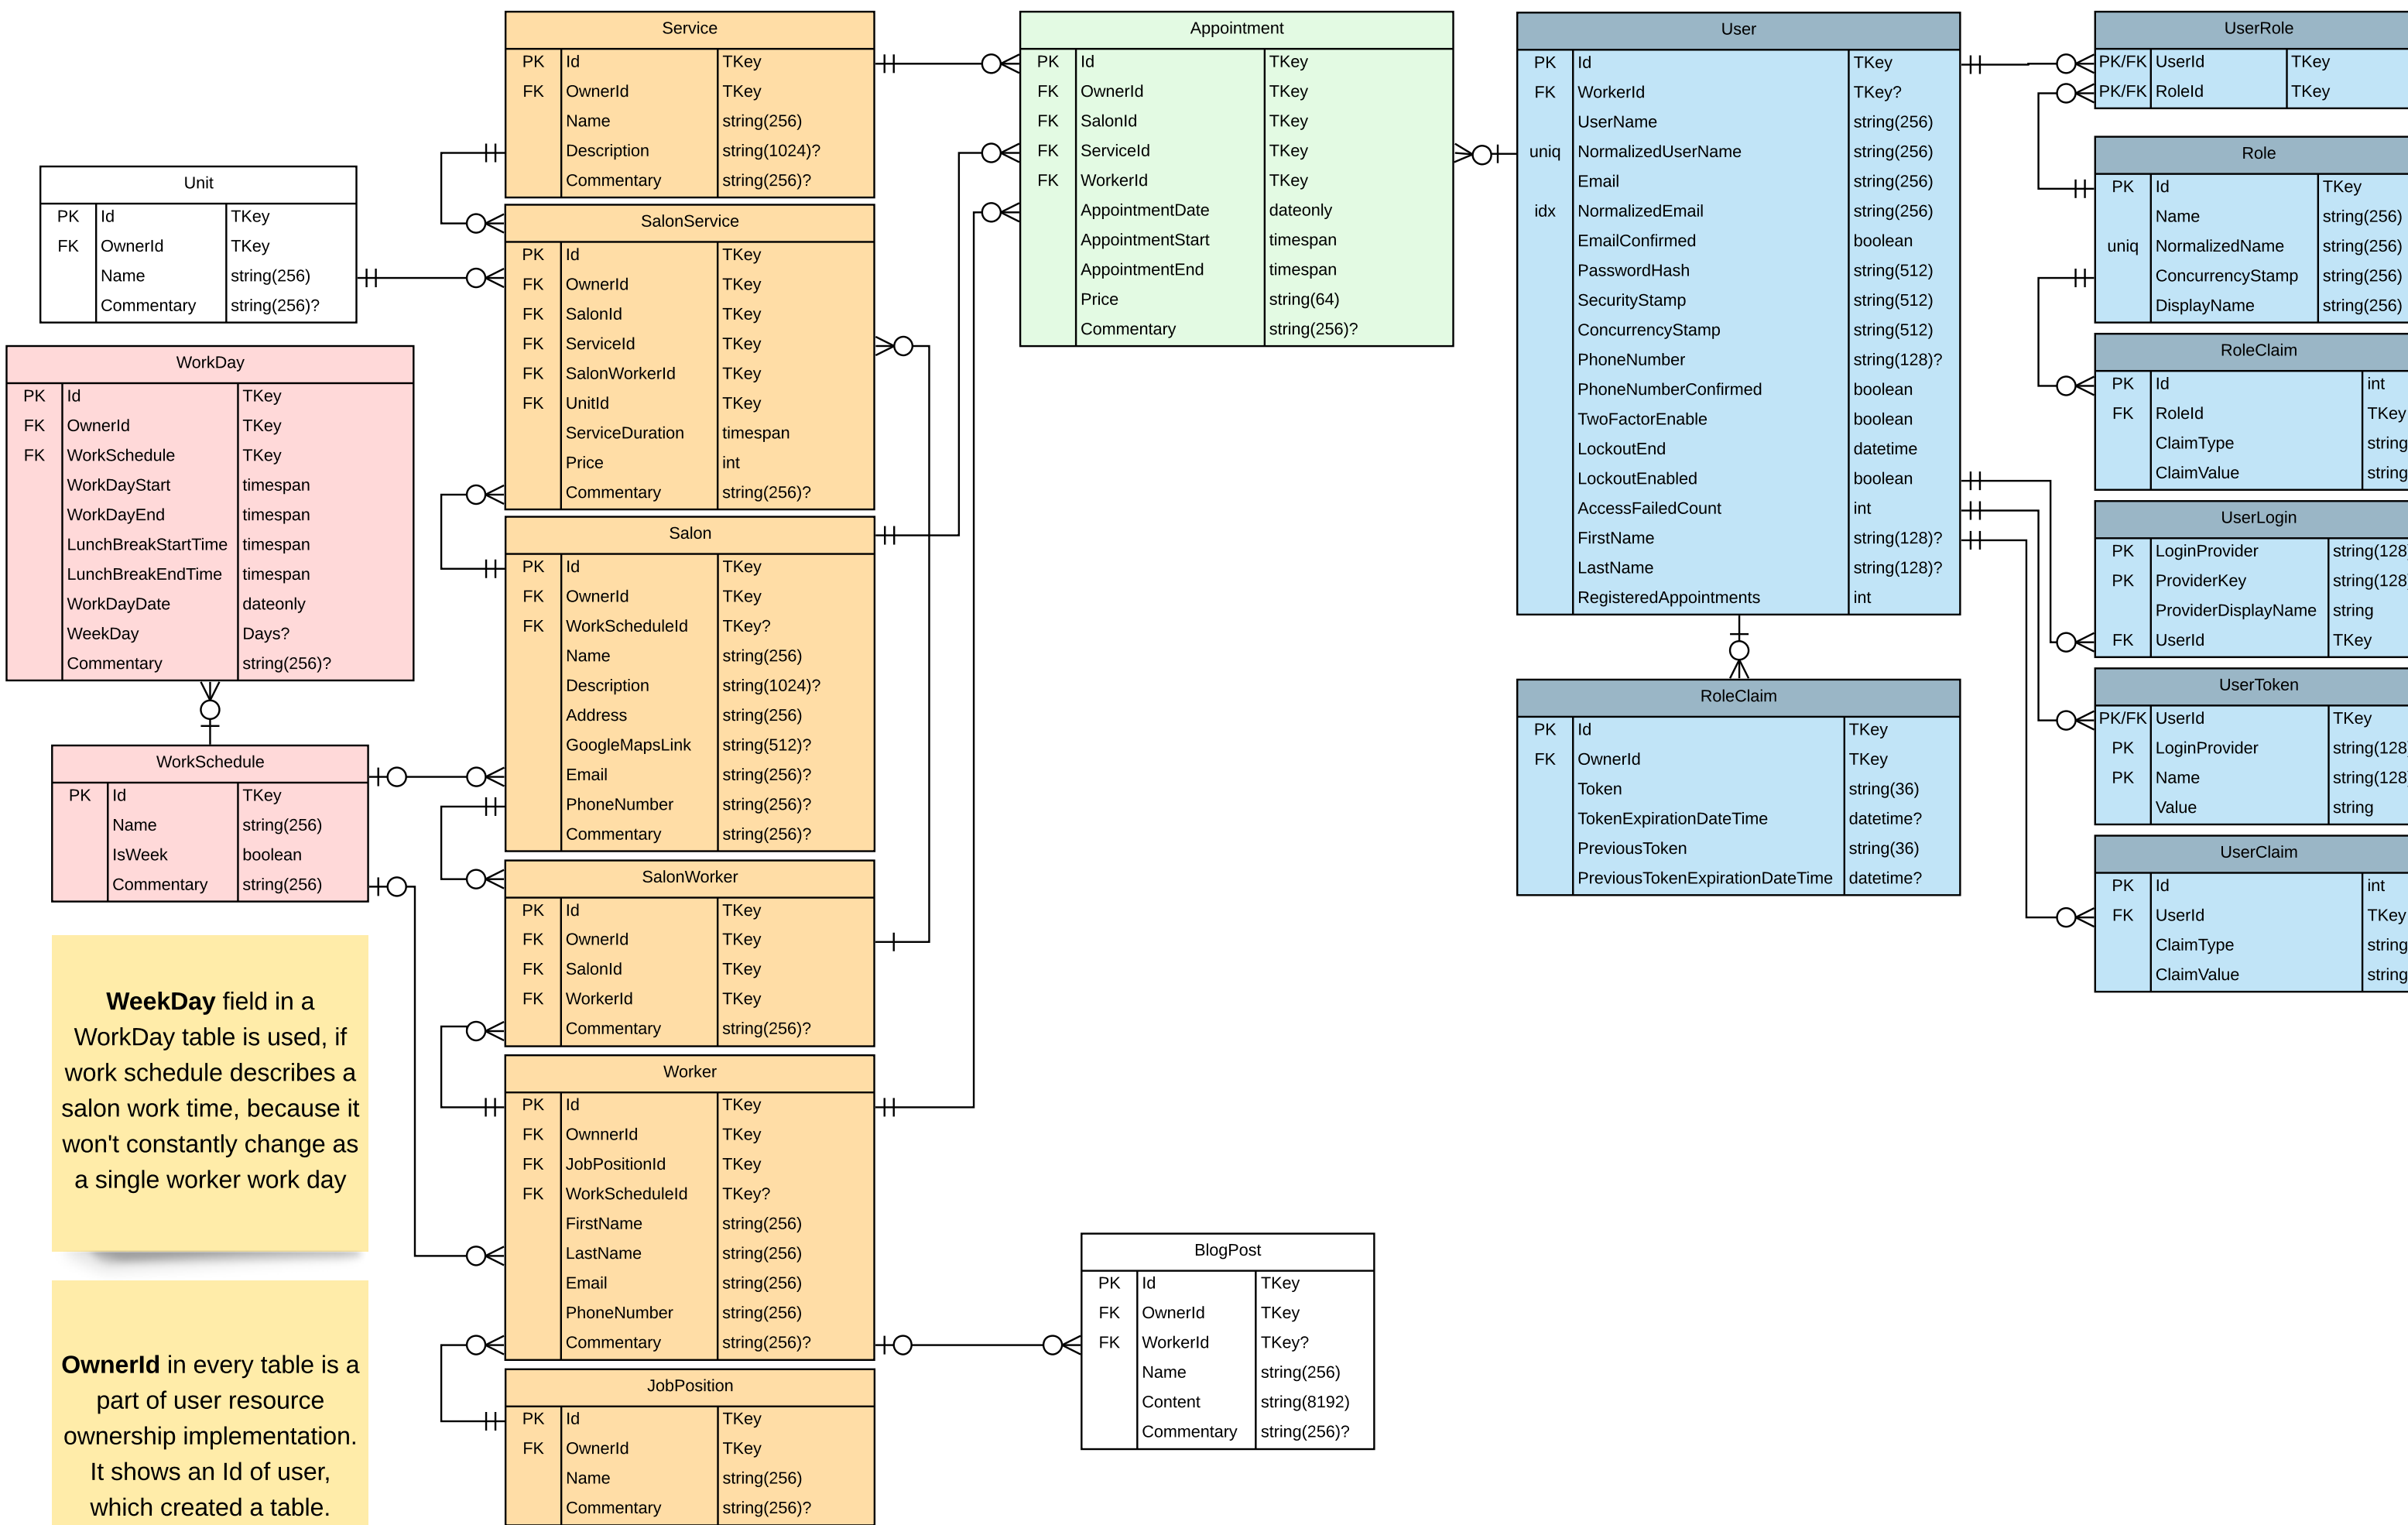 Unit
PK Id TKey
FK OwnerId TKey
Name string(256)
Commentary string(256)?
WorkDay
PK Id TKey
FK OwnerId TKey
FK WorkSchedule TKey
WorkDayStart timespan
WorkDayEnd timespan
LunchBreakStartTime timespan
LunchBreakEndTime timespan
WorkDayDate dateonly
WeekDay Days?
Commentary string(256)?
WorkSchedule
PK Id TKey
Name string(256)
IsWeek boolean
Commentary string(256)
WeekDay field in a
WorkDay table is used, if
work schedule describes a
salon work time, because it
won't constantly change as
a single worker work day
OwnerId in every table is a
part of user resource
ownership implementation.
It shows an Id of user,
which created a table.
Service
PK Id TKey
FK OwnerId TKey
Name string(256)
Description string(1024)?
Commentary string(256)?
SalonService
PK Id TKey
FK OwnerId TKey
FK SalonId TKey
FK ServiceId TKey
FK SalonWorkerId TKey
FK UnitId TKey
ServiceDuration timespan
Price int
Commentary string(256)?
Salon
PK Id TKey
FK OwnerId TKey
FK WorkScheduleId TKey?
Name string(256)
Description string(1024)?
Address string(256)
GoogleMapsLink string(512)?
Email string(256)?
PhoneNumber string(256)?
Commentary string(256)?
SalonWorker
PK Id TKey
FK OwnerId TKey
FK SalonId TKey
FK WorkerId TKey
Commentary string(256)?
Worker
PK Id TKey
FK OwnnerId TKey
FK JobPositionId TKey
FK WorkScheduleId TKey?
FirstName string(256)
LastName string(256)
Email string(256)
PhoneNumber string(256)
Commentary string(256)?
JobPosition
PK Id TKey
FK OwnerId TKey
Name string(256)
Commentary string(256)?
Appointment
PK Id TKey
FK OwnerId TKey
FK SalonId TKey
FK ServiceId TKey
FK WorkerId TKey
AppointmentDate dateonly
AppointmentStart timespan
AppointmentEnd timespan
Price string(64)
Commentary string(256)?
BlogPost
PK Id TKey
FK OwnerId TKey
FK WorkerId TKey?
Name string(256)
Content string(8192)
Commentary string(256)?
User
PK Id TKey
FK WorkerId TKey?
UserName string(256)
uniq NormalizedUserName string(256)
Email string(256)
idx NormalizedEmail string(256)
EmailConfirmed boolean
PasswordHash string(512)
SecurityStamp string(512)
ConcurrencyStamp string(512)
PhoneNumber string(128)?
PhoneNumberConfirmed boolean
TwoFactorEnable boolean
LockoutEnd datetime
LockoutEnabled boolean
AccessFailedCount int
FirstName string(128)?
LastName string(128)?
RegisteredAppointments int
RoleClaim
PK Id TKey
FK OwnerId TKey
Token string(36)
TokenExpirationDateTime datetime?
PreviousToken string(36)
PreviousTokenExpirationDateTime datetime?
UserRole
PK/FK UserId TKey
PK/FK RoleId TKey
Role
PK Id TKey
Name string(256)
uniq NormalizedName string(256)
ConcurrencyStamp string(256)
DisplayName string(256)
RoleClaim
PK Id int
FK RoleId TKey
ClaimType string
ClaimValue string
UserLogin
PK LoginProvider string(128
PK ProviderKey string(128
ProviderDisplayName string
FK UserId TKey
UserToken
PK/FK UserId TKey
PK LoginProvider string(128
PK Name string(128
Value string
UserClaim
PK Id int
FK UserId TKey
ClaimType string
ClaimValue string